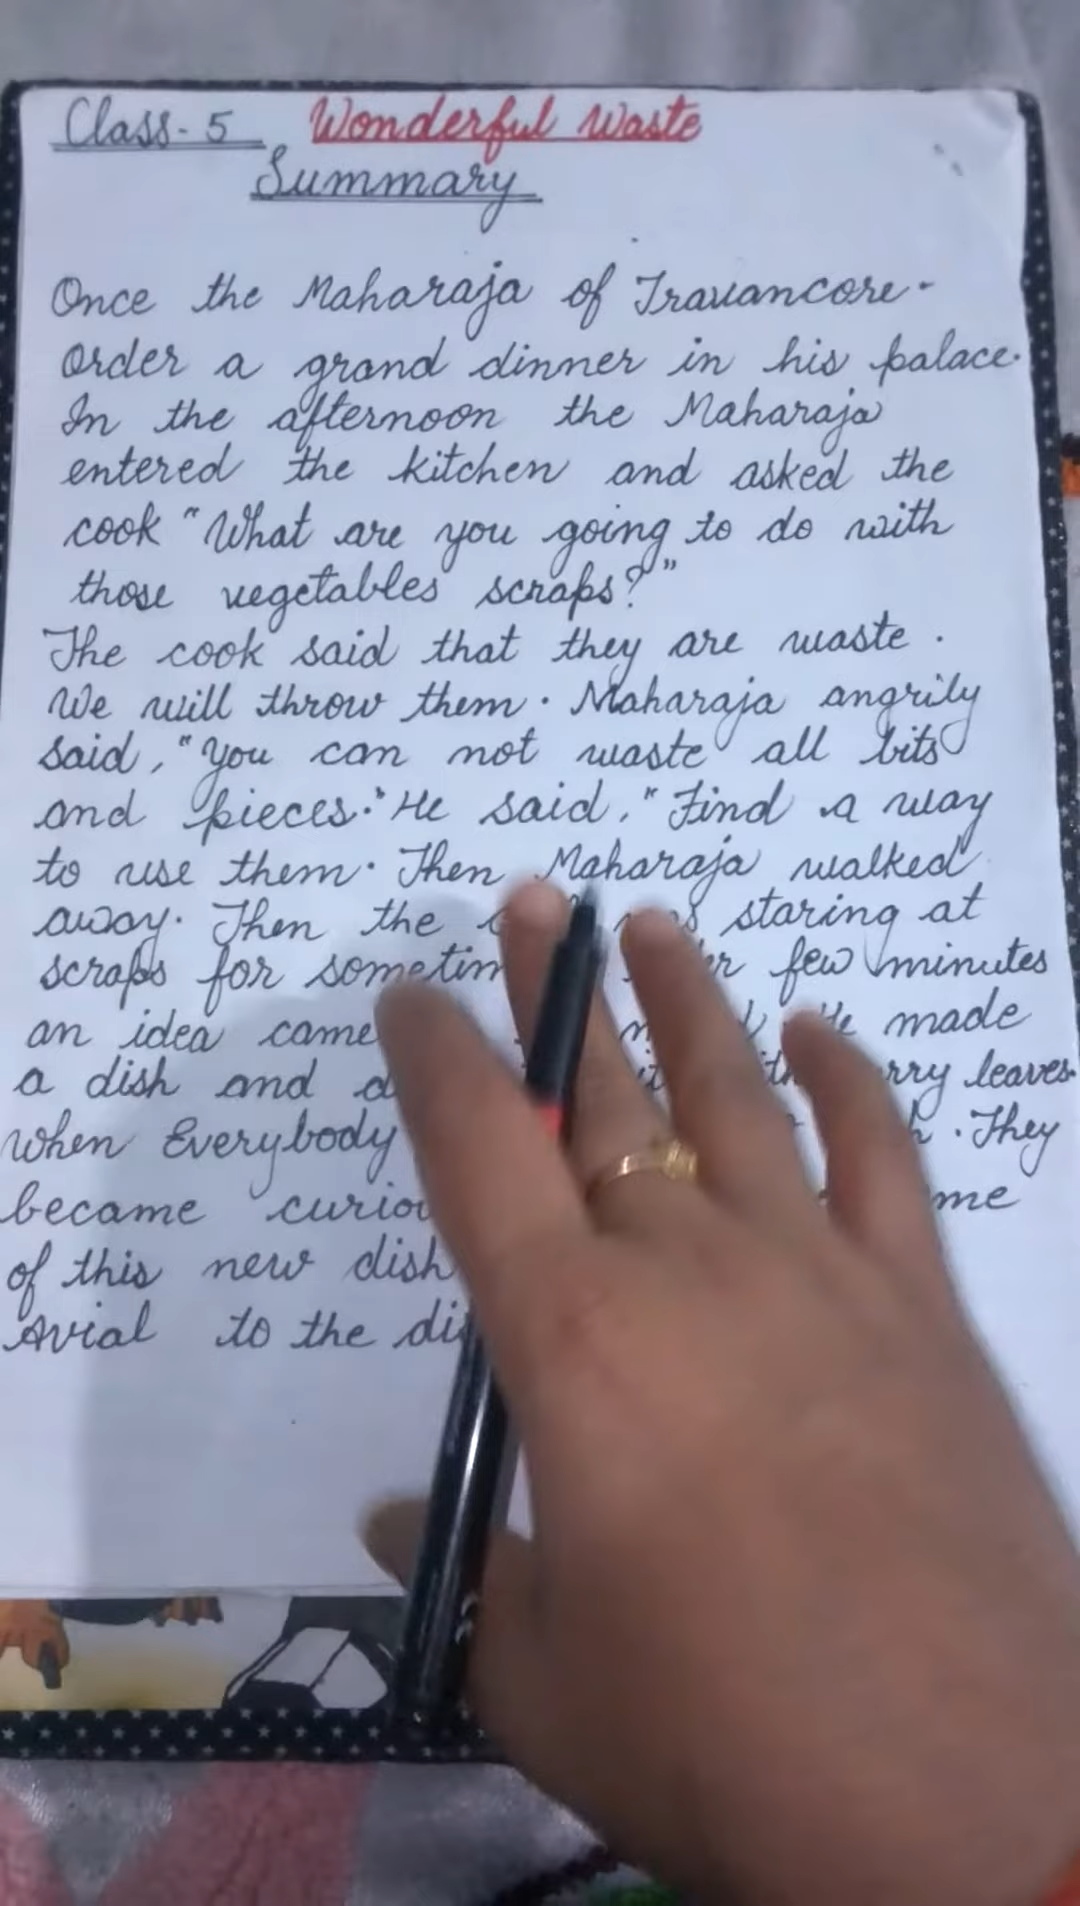 Class-5 Wonderful Waste
Summary
Once the Maharaja of Travancore-
order a grand dinner in his palace.
In the afternoon the Maharaja
entered the kitchen and asked the
cook "What are you going to do with
those vegetables scraps?"
The cook said that they are waste.
We will throw them. Maharaja angrily
said, "You can not waste all bits
and pieces." He said, "Find a way
to use them. Then Maharaja walked
away. Then the staring at
scraps for few minutes
an idea came He made
a dish and leaves.
when Everybody They
became
of this new dish
Avial to the